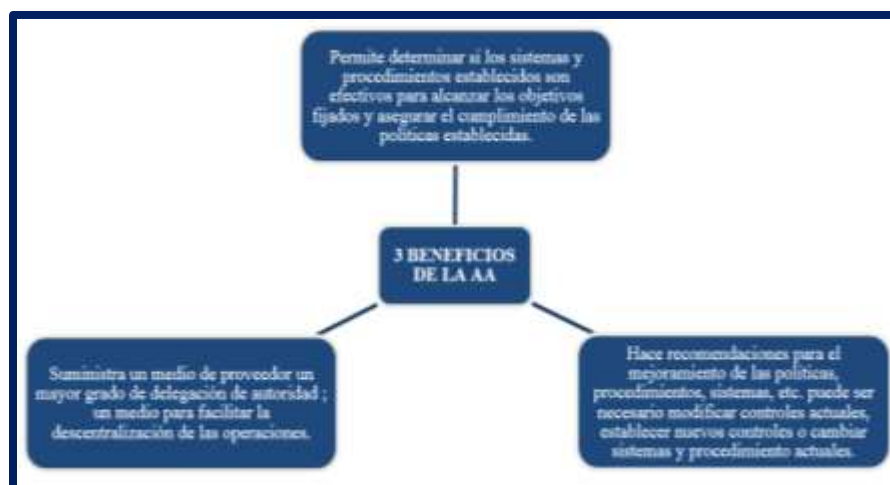 Permite determinar si los sistemas y
procedimientos establecidos son
efectivos para alcanzar los objetivos
fijados y asegurar el cumplimiento de las
políticas establecidas.
3 BENEFICIOS
DE LA AA
Suministra un medio de proveedor un
mayor grado de delegación de autoridad ;
un medio para facilitar la
descentralización de las operaciones.
Hace recomendaciones para el
mejoramiento de las políticas,
procedimientos, sistemas, etc. puede ser
necesario modificar controles actuales,
establecer nuevos controles o cambiar
sistemas y procedimiento actuales.